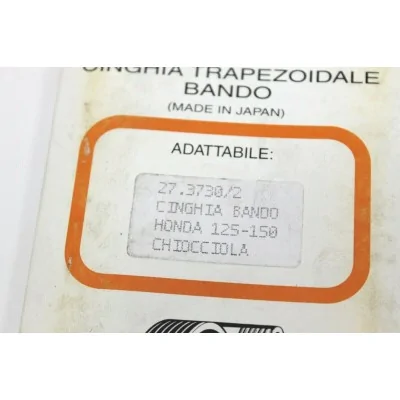 CINGHIA TRAPEZOIDALE
BANDO
(MADE IN JAPAN)
ADATTABILE:
27.3730/2
CINGHIA BANDO
HONDA 125-150
CHIOCCIOLA